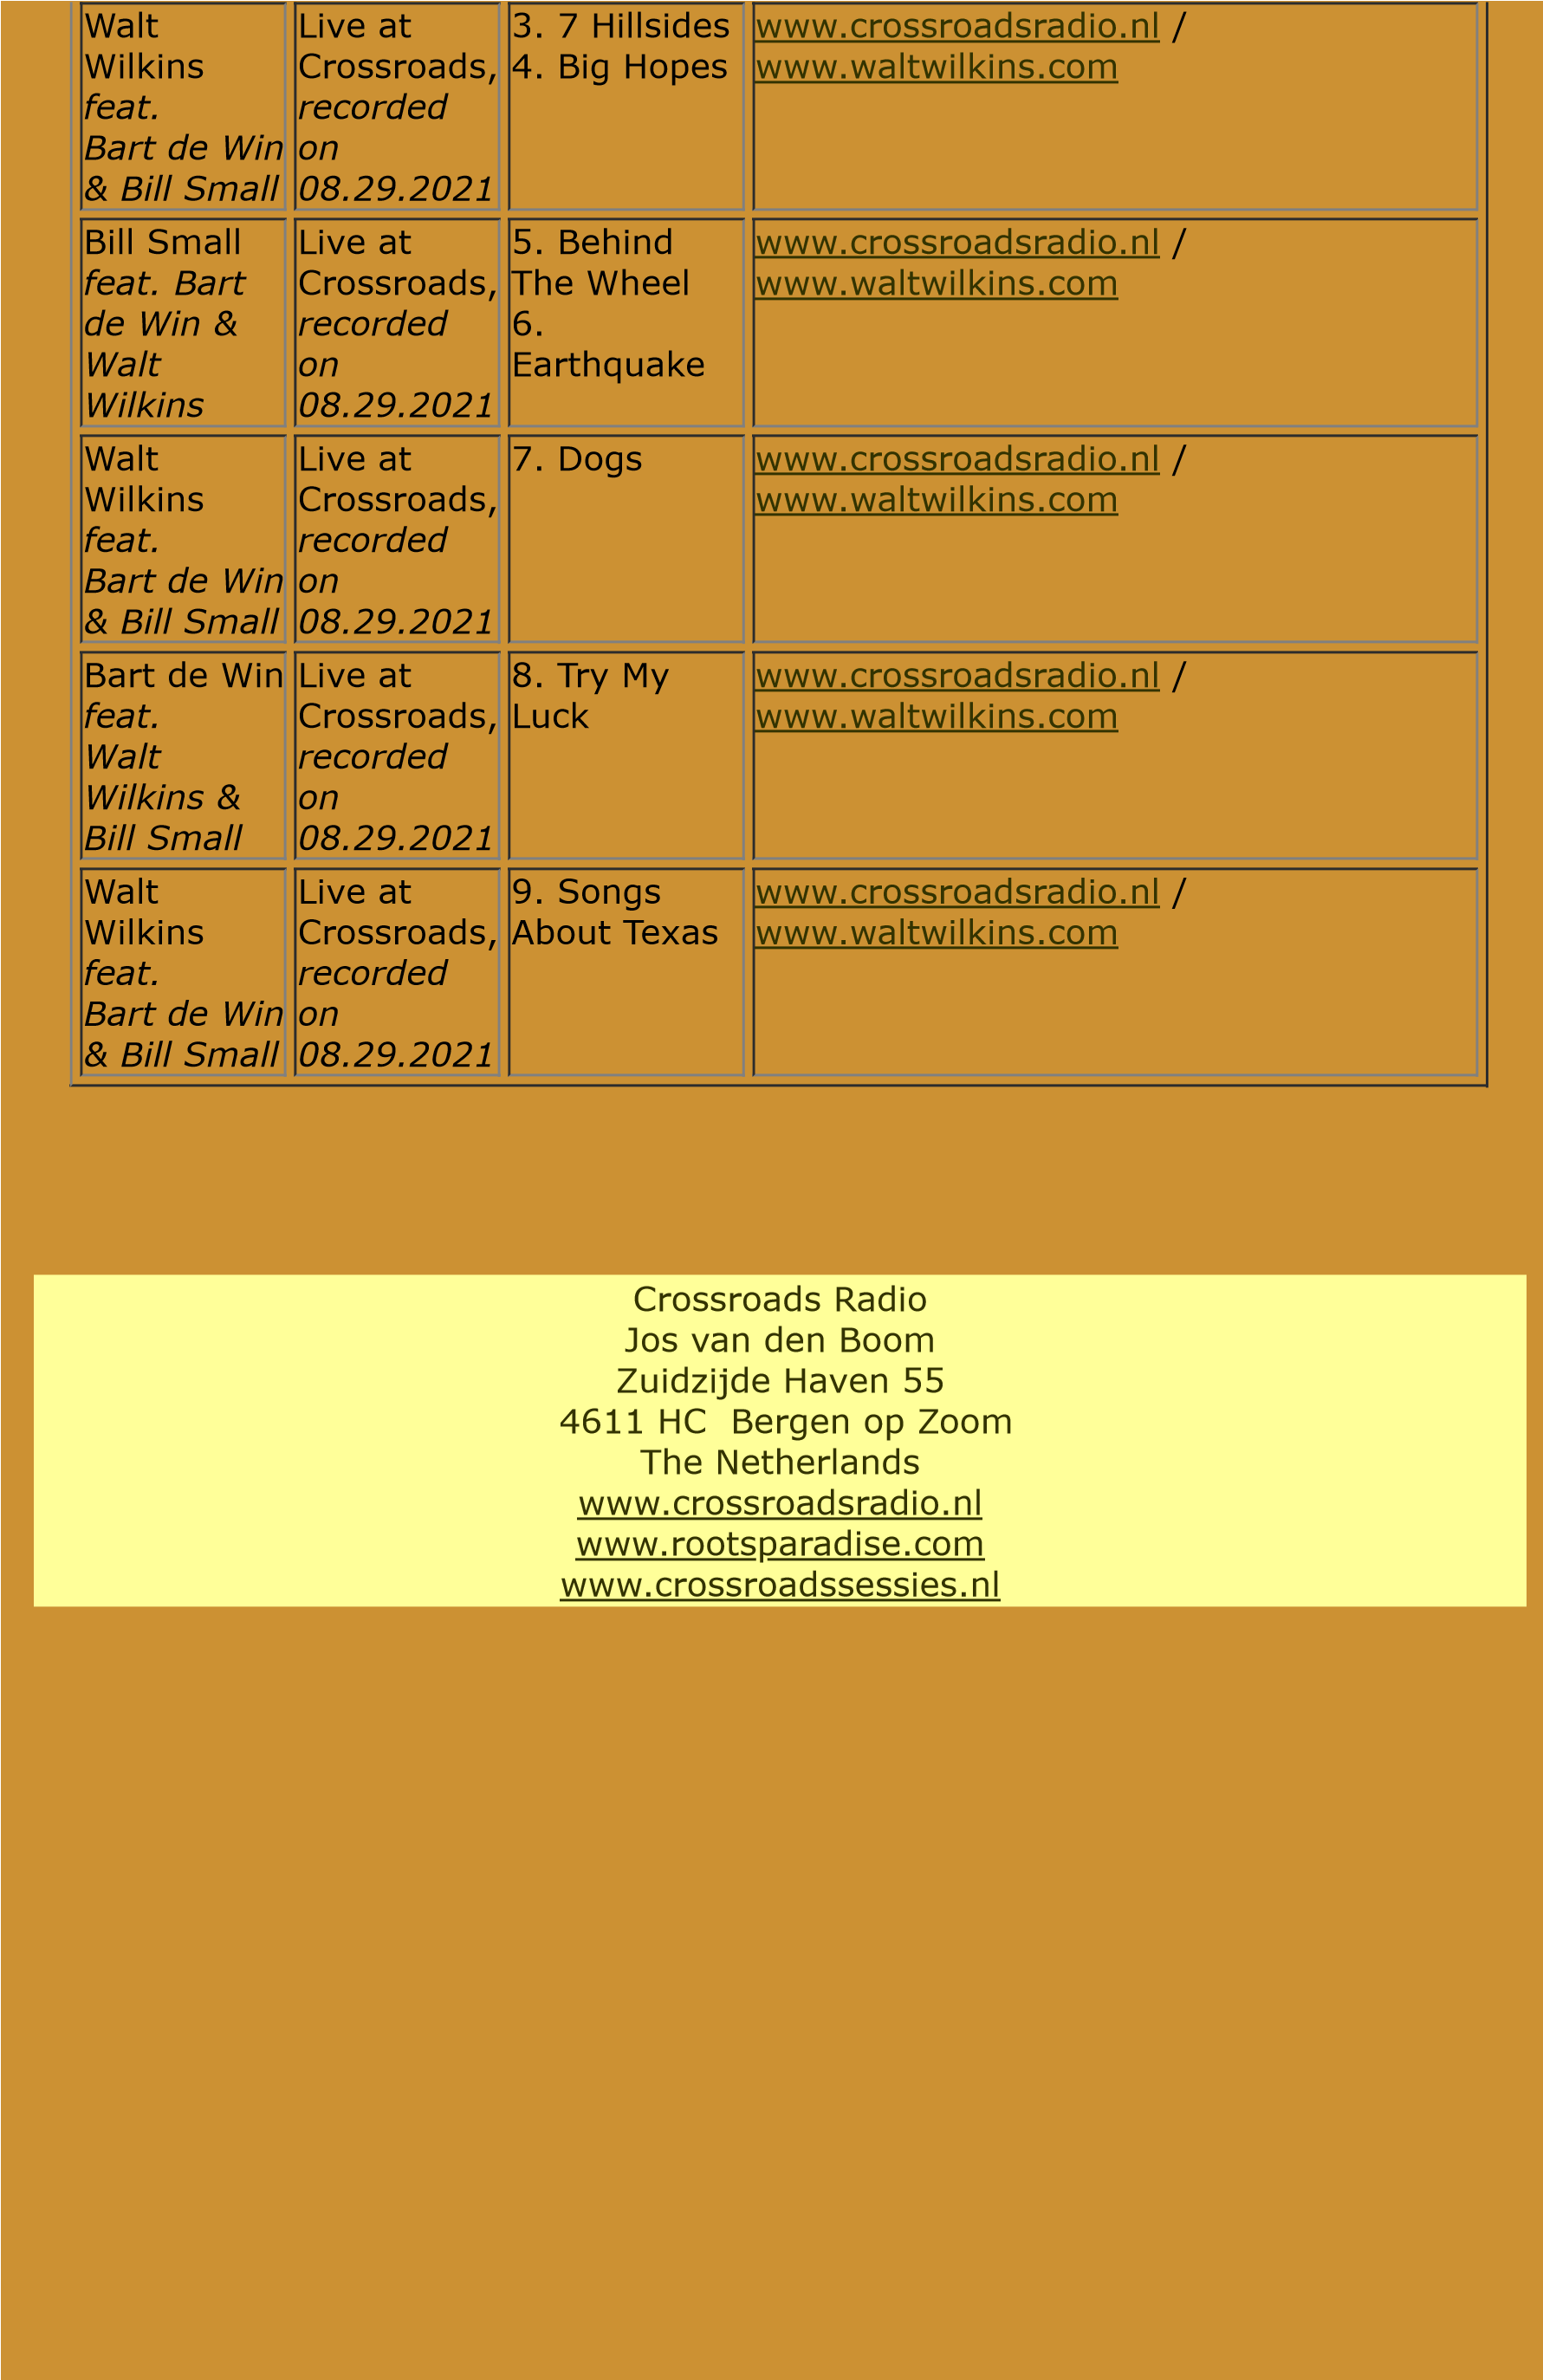 Walt
Wilkins
feat.
Bart de Win
& Bill Small
Live at
Crossroads,
recorded
on
08.29.2021
3. 7 Hillsides
4. Big Hopes
www.crossroadsradio.nl /
www.waltwilkins.com
Bill Small
feat. Bart
de Win &
Walt
Wilkins
Live at
Crossroads,
recorded
on
08.29.2021
5. Behind
The Wheel
6.
Earthquake
www.crossroadsradio.nl /
www.waltwilkins.com
Walt
Wilkins
feat.
Bart de Win
& Bill Small
Live at
Crossroads,
recorded
on
08.29.2021
7. Dogs
www.crossroadsradio.nl /
www.waltwilkins.com
Bart de Win
feat.
Walt
Wilkins &
Bill Small
Live at
Crossroads,
recorded
on
08.29.2021
8. Try My
Luck
www.crossroadsradio.nl /
www.waltwilkins.com
Walt
Wilkins
feat.
Bart de Win
& Bill Small
Live at
Crossroads,
recorded
on
08.29.2021
9. Songs
About Texas
www.crossroadsradio.nl /
www.waltwilkins.com
Crossroads Radio
Jos van den Boom
Zuidzijde Haven 55
4611 HC  Bergen op Zoom
The Netherlands
www.crossroadsradio.nl
www.rootsparadise.com
www.crossroadssessies.nl